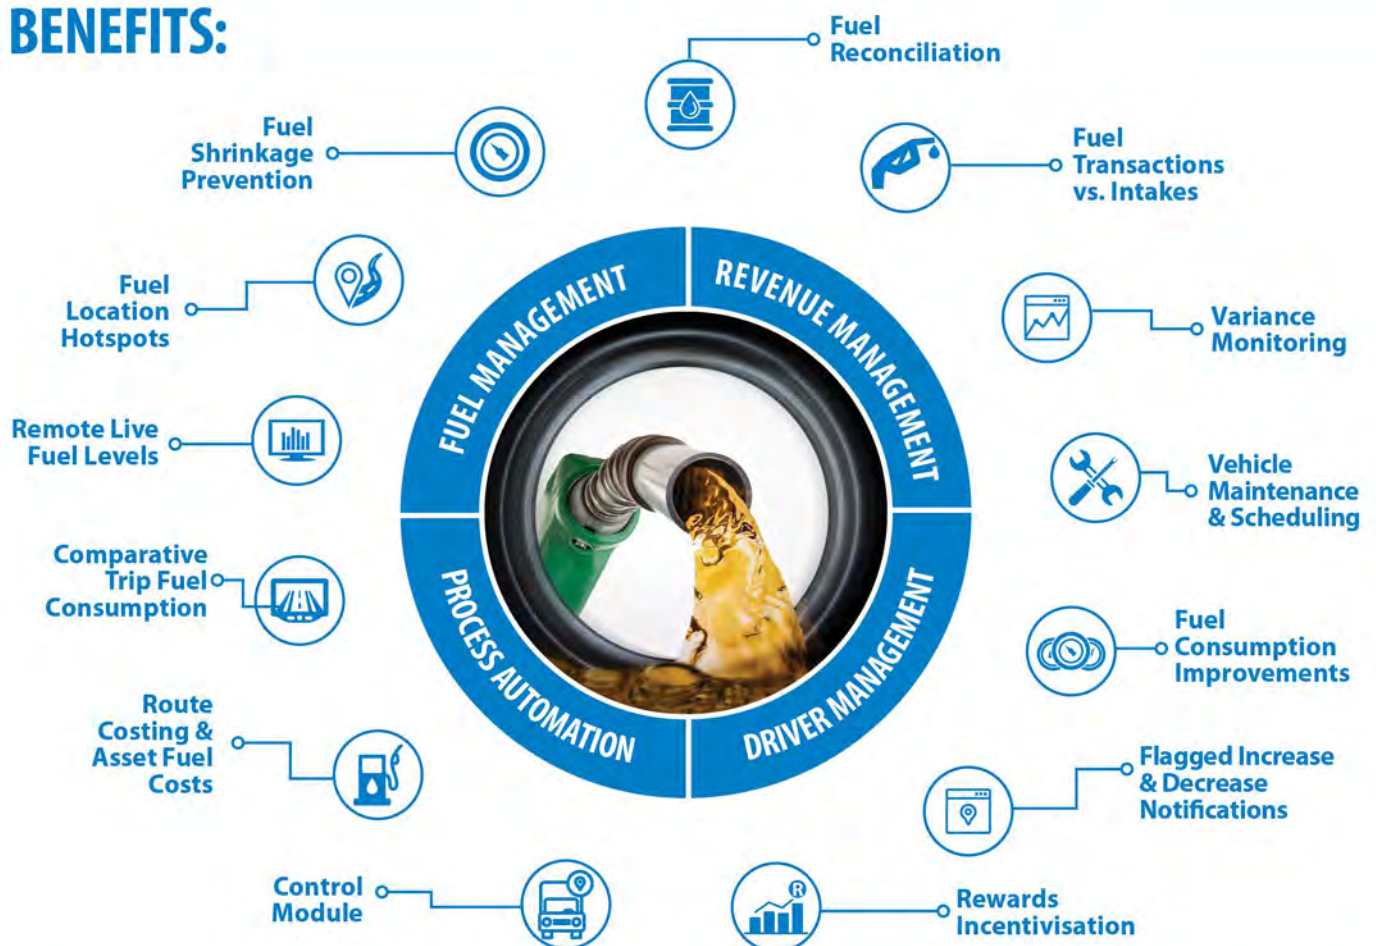 BENEFITS:
Fuel
Reconciliation
Fuel
Transactions
vs. Intakes
Variance
Monitoring
Vehicle
Maintenance
& Scheduling
Fuel
Consumption
Improvements
Flagged Increase
& Decrease
Notifications
Rewards
Incentivisation
Control
Module
Route
Costing &
Asset Fuel
Costs
Comparative
Trip Fuel
Consumption
Remote Live
Fuel Levels
Fuel
Location
Hotspots
Fuel
Shrinkage
Prevention
FUEL MANAGEMENT
REVENUE MANAGEMENT
DRIVER MANAGEMENT
PROCESS AUTOMATION
R